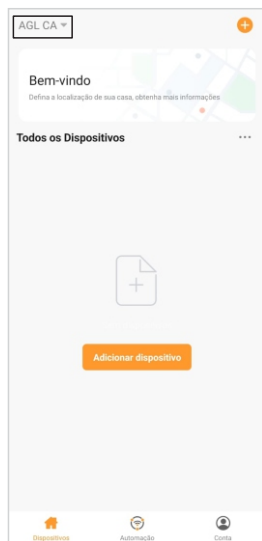 AGL CA
Bem-vindo
Defina a localização de sua casa, obtenha mais informações
Todos os Dispositivos
Adicionar dispositivo
Dispositivos
Automação
Conta